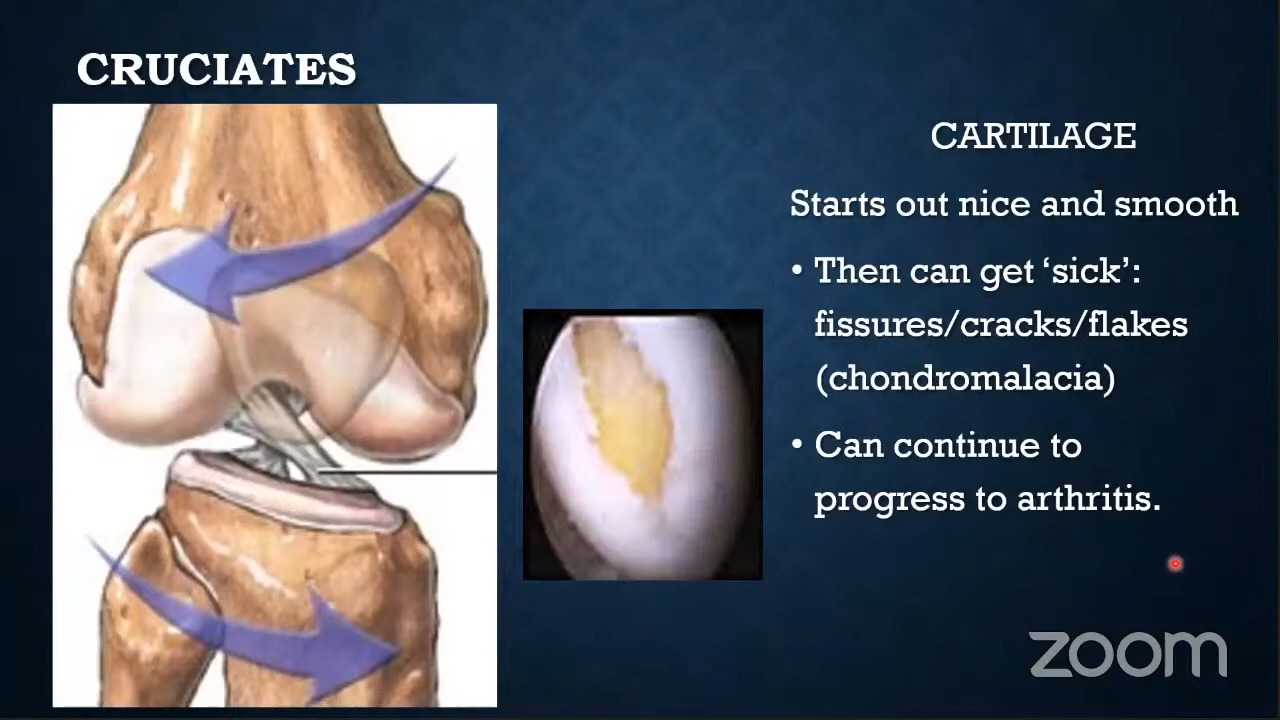 CRUCIATES
CARTILAGE
Starts out nice and smooth
• Then can get ‘sick’:
fissures/cracks/flakes
(chondromalacia)
• Can continue to
progress to arthritis.
zoom